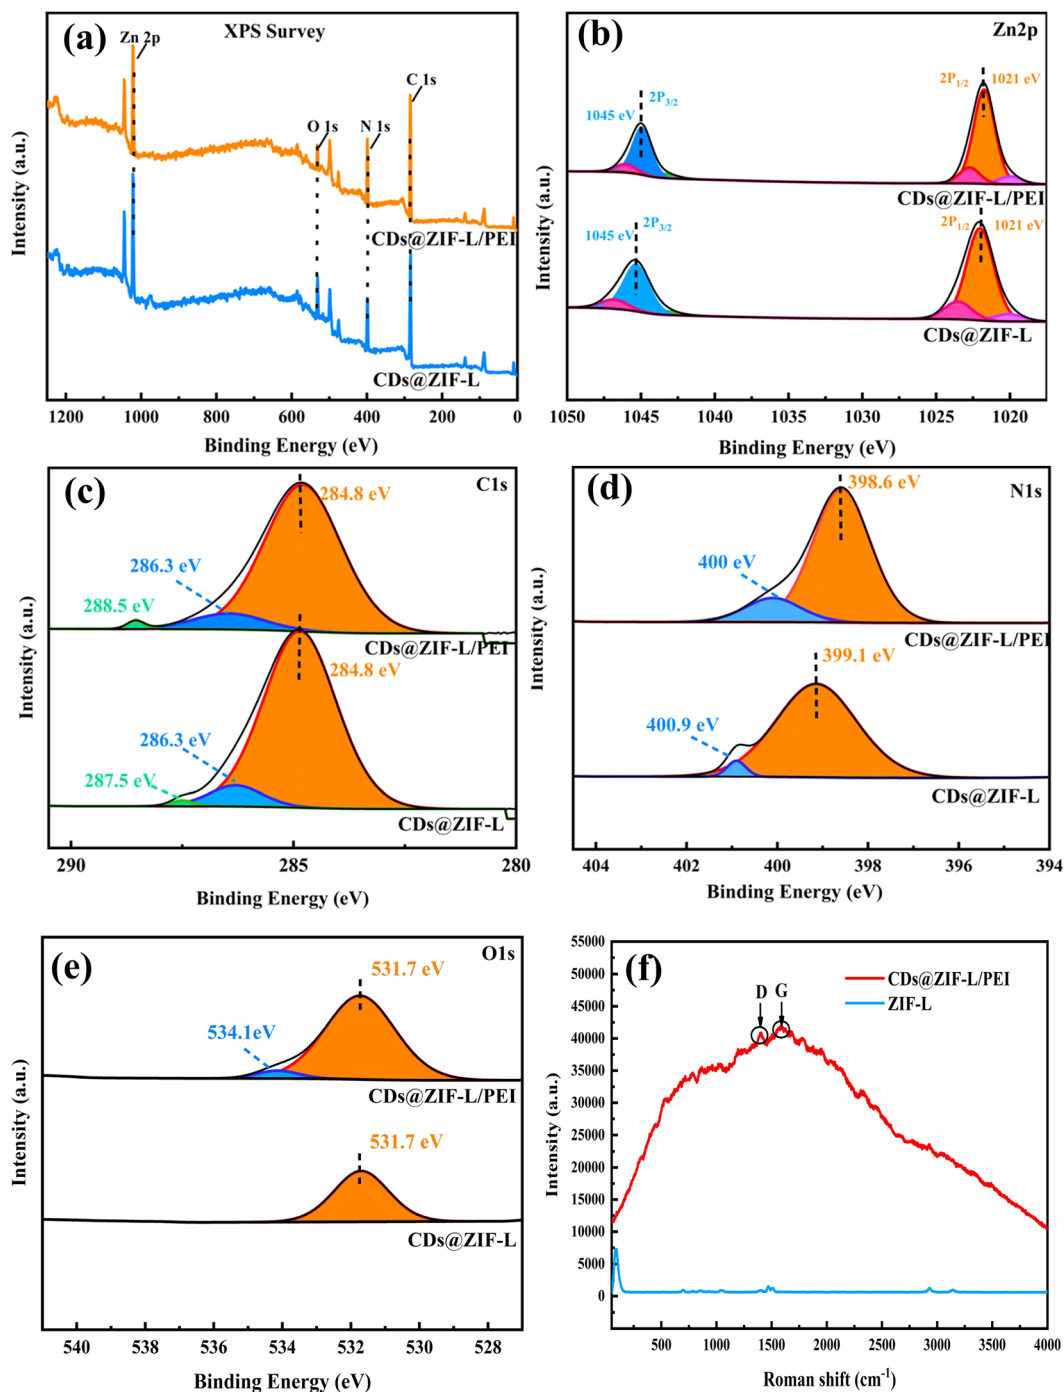 (a)
XPS Survey
Zn 2p
C 1s
O 1s
N 1s
CDs@ZIF-L/PEI
CDs@ZIF-L
Intensity (a.u.)
1200 1000 800 600 400 200 0
Binding Energy (eV)
(b)
Zn2p
2P1/2
1021 eV
2P3/2
1045 eV
CDs@ZIF-L/PEI
2P1/2
1021 eV
2P3/2
1045 eV
CDs@ZIF-L
Intensity (a.u.)
1050 1045 1040 1035 1030 1025 1020
Binding Energy (eV)
(c)
C1s
284.8 eV
286.3 eV
288.5 eV
CDs@ZIF-L/PEI
284.8 eV
286.3 eV
287.5 eV
CDs@ZIF-L
Intensity (a.u.)
290 285 280
Binding Energy (eV)
(d)
N1s
398.6 eV
400 eV
CDs@ZIF-L/PEI
399.1 eV
400.9 eV
CDs@ZIF-L
Intensity (a.u.)
404 402 400 398 396 394
Binding Energy (eV)
(e)
O1s
531.7 eV
534.1eV
CDs@ZIF-L/PEI
531.7 eV
CDs@ZIF-L
Intensity (a.u.)
540 538 536 534 532 530 528
Binding Energy (eV)
(f)
CDs@ZIF-L/PEI
ZIF-L
D
G
55000
50000
45000
40000
35000
30000
25000
20000
15000
10000
5000
0
Intensity (a.u.)
500 1000 1500 2000 2500 3000 3500 4000
Roman shift (cm-1)